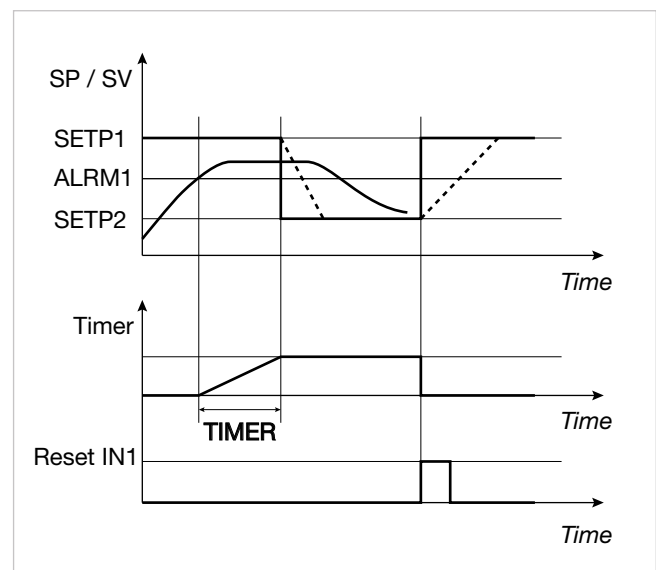 SP / SV
SETP1
ALRM1
SETP2
Time
Timer
Time
TIMER
Reset IN1
Time